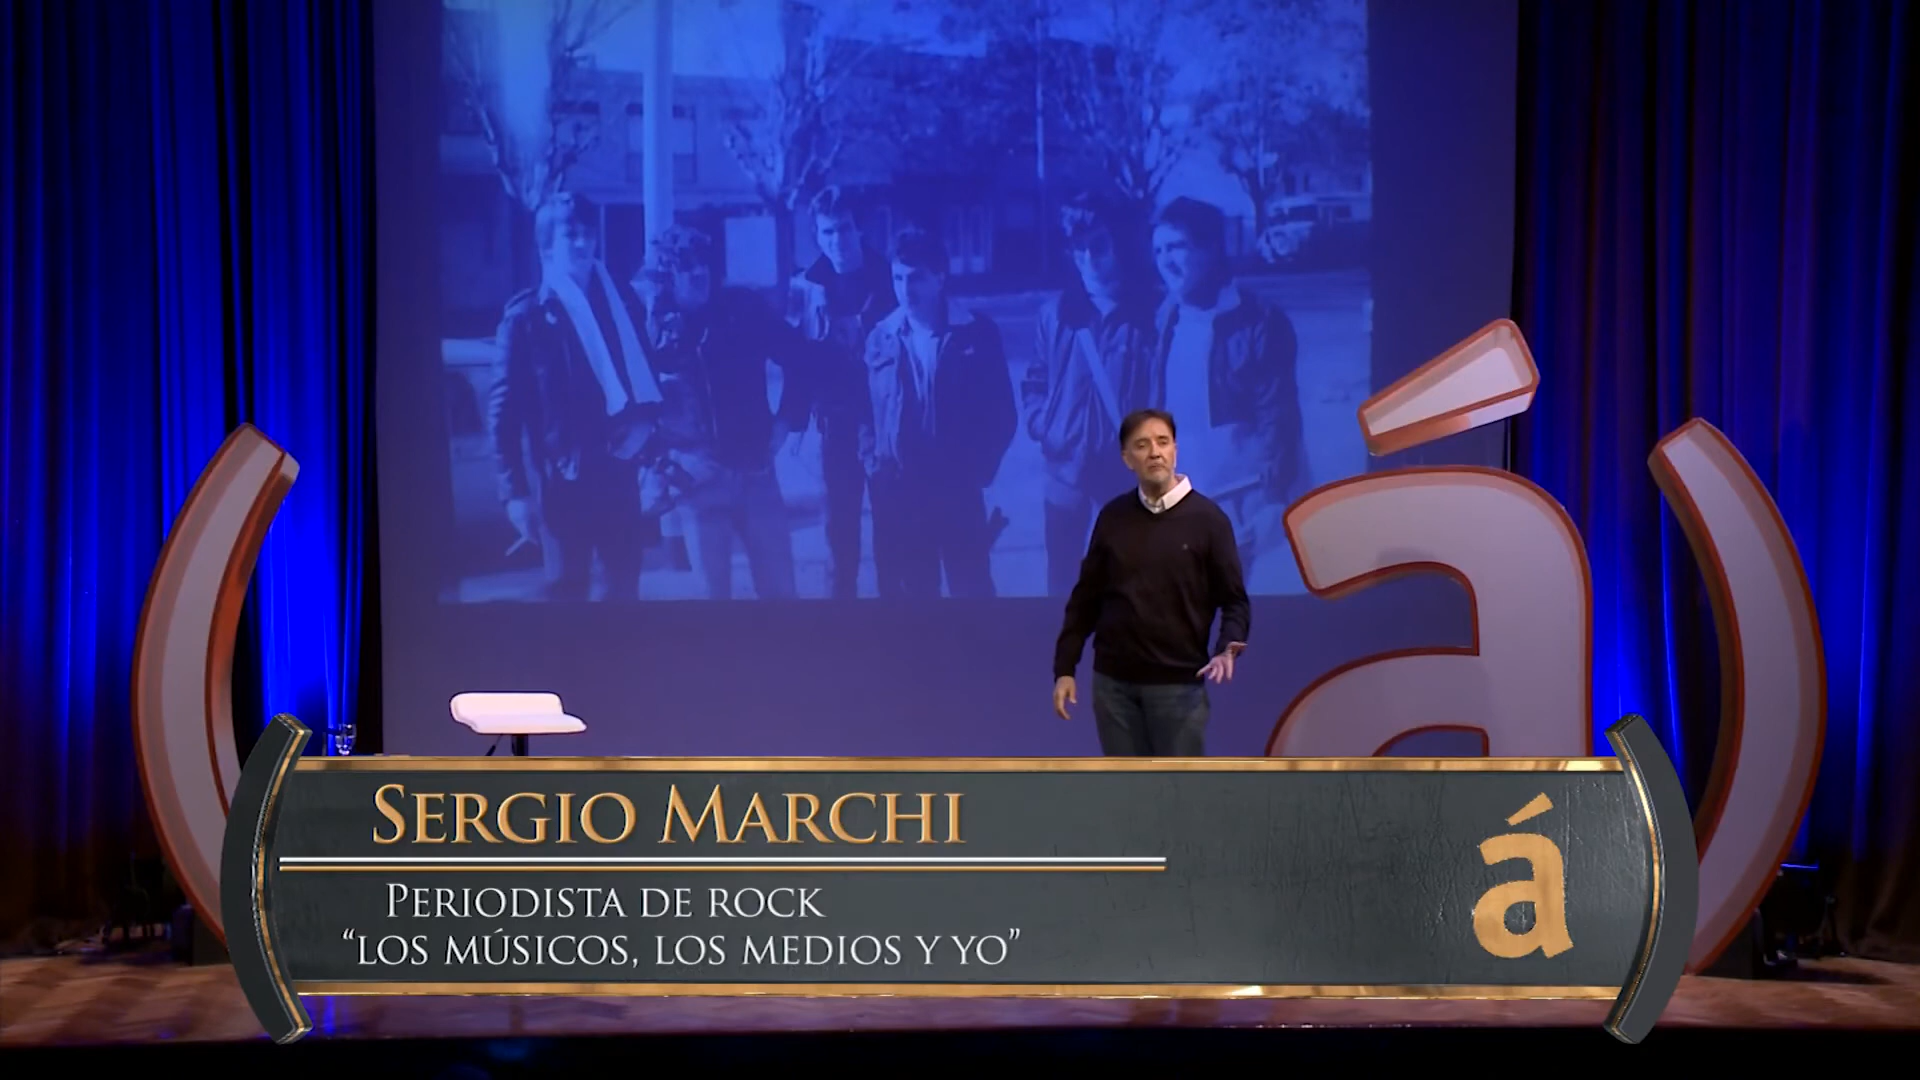 á
SERGIO MARCHI
PERIODISTA DE ROCK
“LOS MÚSICOS, LOS MEDIOS Y YO”
á